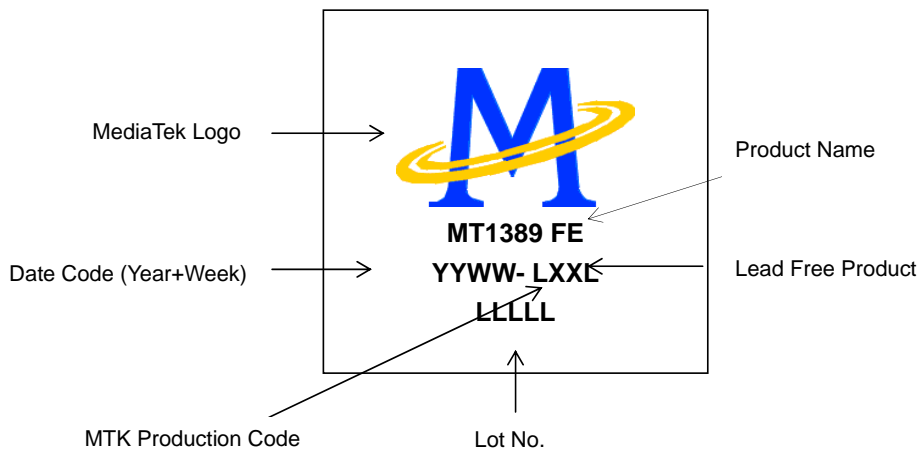 MediaTek Logo
Product Name
MT1389 FE
Date Code (Year+Week)
YYWW- LXXL
Lead Free Product
LLLLL
MTK Production Code
Lot No.